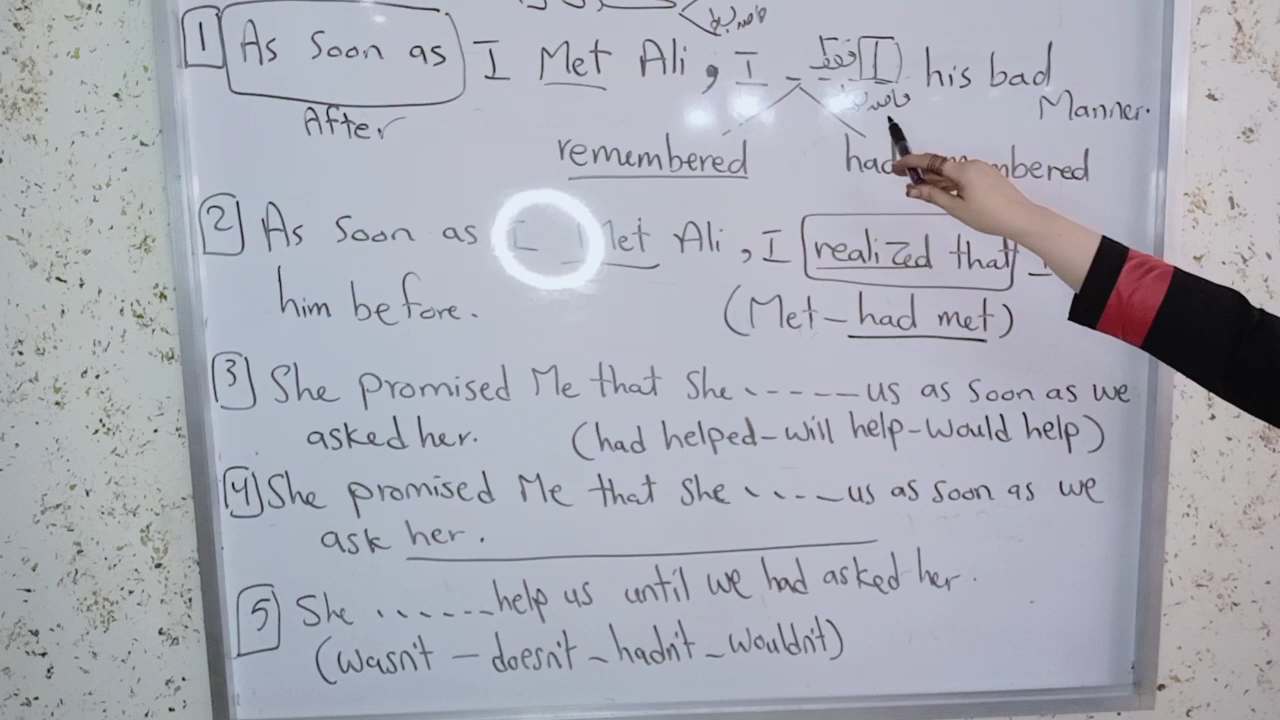 1 As Soon as I Met Ali, I ---- فقط I his bad Manner.
After
remembered had
2 As Soon as I Met Ali, I realized that I
him before. (Met - had met)
3 She promised Me that She ----- us as soon as we
asked her. (had helped - will help - would help)
4 She promised Me that She ----- us as soon as we
ask her.
5 She ...... help us until we had asked her.
(wasn't - doesn't - hadn't - wouldn't)